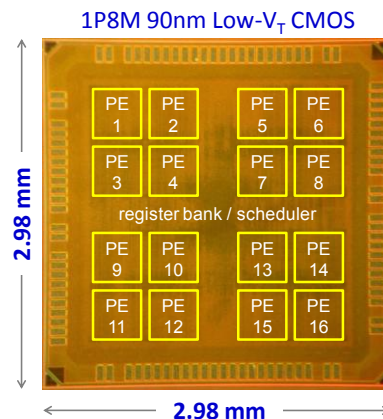 1P8M 90nm Low-VT CMOS
PE 1
PE 2
PE 5
PE 6
PE 3
PE 4
PE 7
PE 8
register bank / scheduler
PE 9
PE 10
PE 13
PE 14
PE 11
PE 12
PE 15
PE 16
2.98 mm
2.98 mm